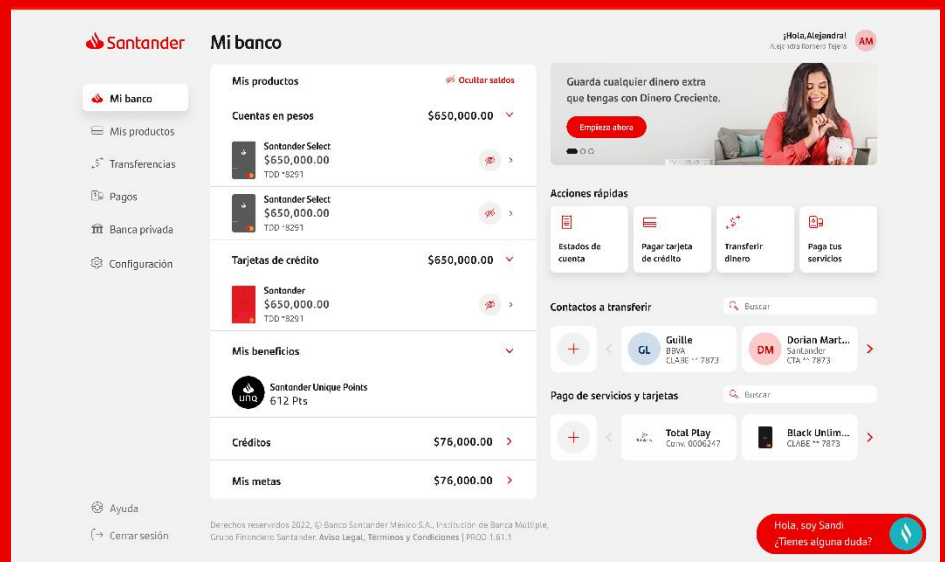 Santander
Mi banco
¡Hola,Alejandra!
Alejandra Romero Tejera
AM
Mi banco
Mis productos
Transferencias
Pagos
Banca privada
Configuración
Ayuda
Cerrar sesión
Mis productos
Ocultar saldos
Cuentas en pesos
$650,000.00
Santander Select
$650,000.00
TDD *8291
Santander Select
$650,000.00
TDD *8291
Tarjetas de crédito
$650,000.00
Santander
$650,000.00
TDD *8291
Mis beneficios
UNQ
Santander Unique Points
612 Pts
Créditos
$76,000.00
Mis metas
$76,000.00
Guarda cualquier dinero extra
que tengas con Dinero Creciente.
Empieza ahora
Acciones rápidas
Estados de
cuenta
Pagar tarjeta
de crédito
Transferir
dinero
Paga tus
servicios
Contactos a transferir
Buscar
GL
Guille
BBVA
CLABE ** 7873
DM
Dorian Mart...
Santander
CTA ** 7873
Pago de servicios y tarjetas
Buscar
Total Play
Conv. 0006247
Black Unlim...
CLABE ** 7873
Derechos reservados 2022, © Banco Santander México S.A., Institución de Banca Múltiple,
Grupo Financiero Santander. Aviso Legal, Términos y Condiciones | PROD 1.61.1
Hola, soy Sandi
¿Tienes alguna duda?